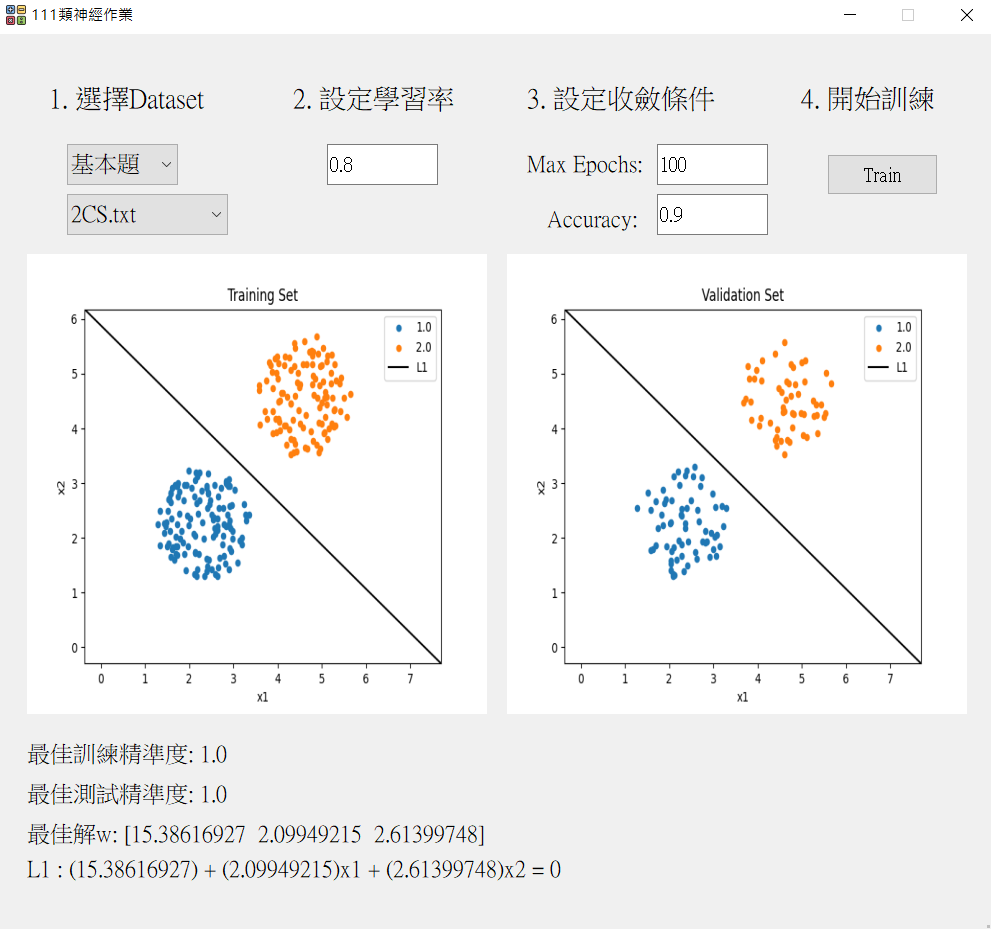 111類神經作業
1. 選擇Dataset
2. 設定學習率
3. 設定收斂條件
4. 開始訓練
基本題
0.8
Max Epochs:
100
Train
2CS.txt
Accuracy:
0.9
Training Set
1.0
2.0
L1
6
5
4
3
2
1
0
x2
0 1 2 3 4 5 6 7
x1
Validation Set
1.0
2.0
L1
6
5
4
3
2
1
0
x2
0 1 2 3 4 5 6 7
x1
最佳訓練精準度: 1.0
最佳測試精準度: 1.0
最佳解w: [15.38616927 2.09949215 2.61399748]
L1 : (15.38616927) + (2.09949215)x1 + (2.61399748)x2 = 0